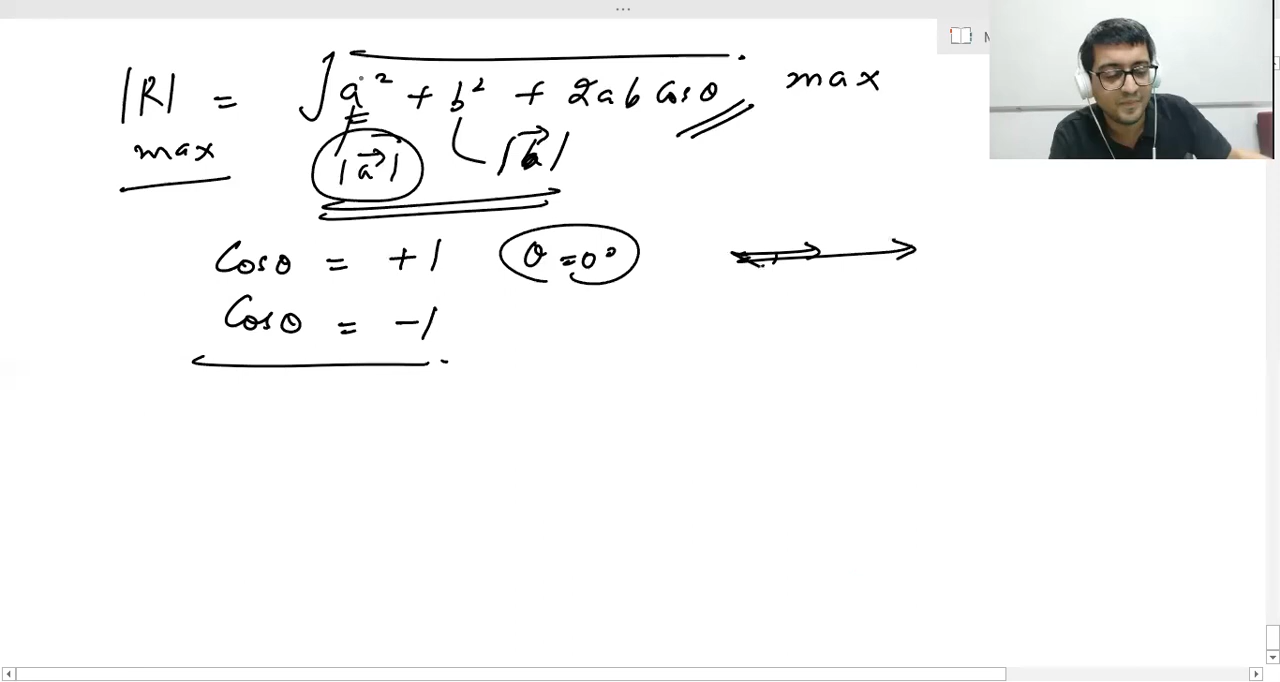 |R| = √a² + b² + 2ab Cosθ max
max |a⃗| |b⃗|
Cosθ = +1 θ = 0°
Cosθ = -1